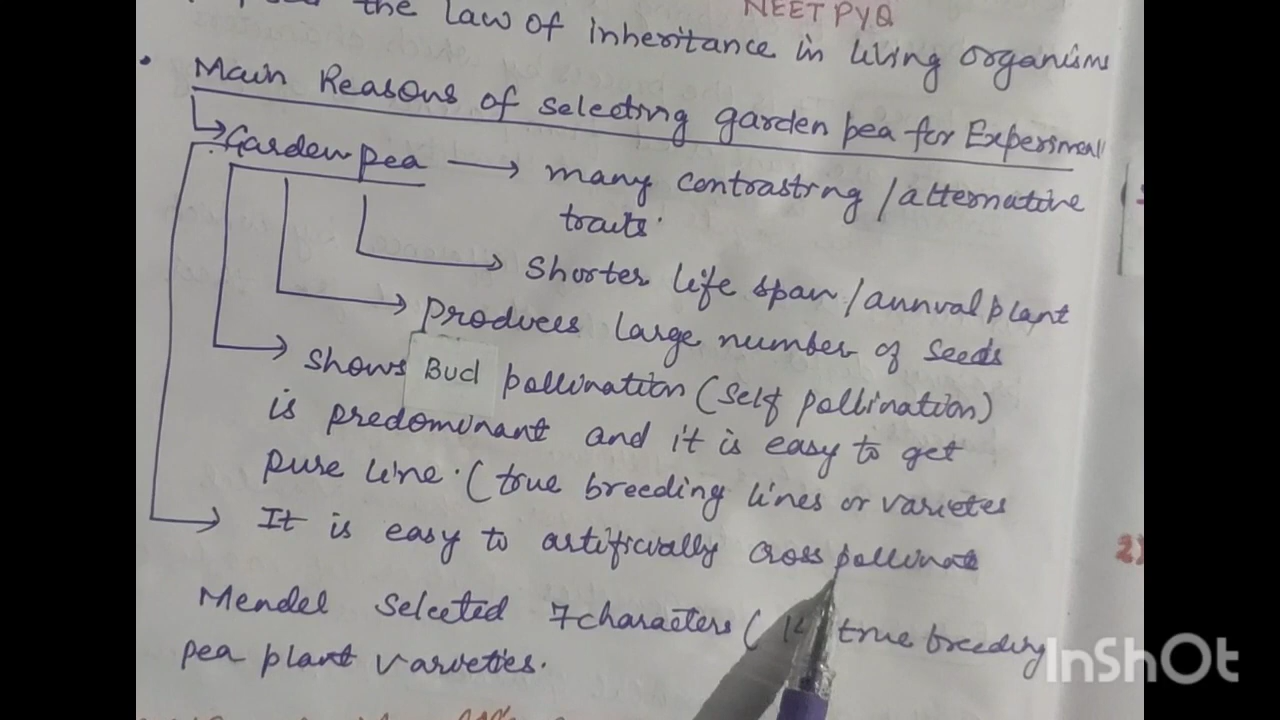 NEET PYQ
the law of inheritance in living organisms
• Main Reasons of selecting garden pea for Experiment
Garden pea → many contrasting / alternative
traits.
→ Shorter life span / annual plant
→ Produces large number of seeds
→ shows Bud pollination (self pollination)
is predominant and it is easy to get
pure line. (true breeding lines or varietes
→ It is easy to artificially cross pollinate
2)
Mendel selected 7 characters ( true breeding
pea plant varieties.
InShOt